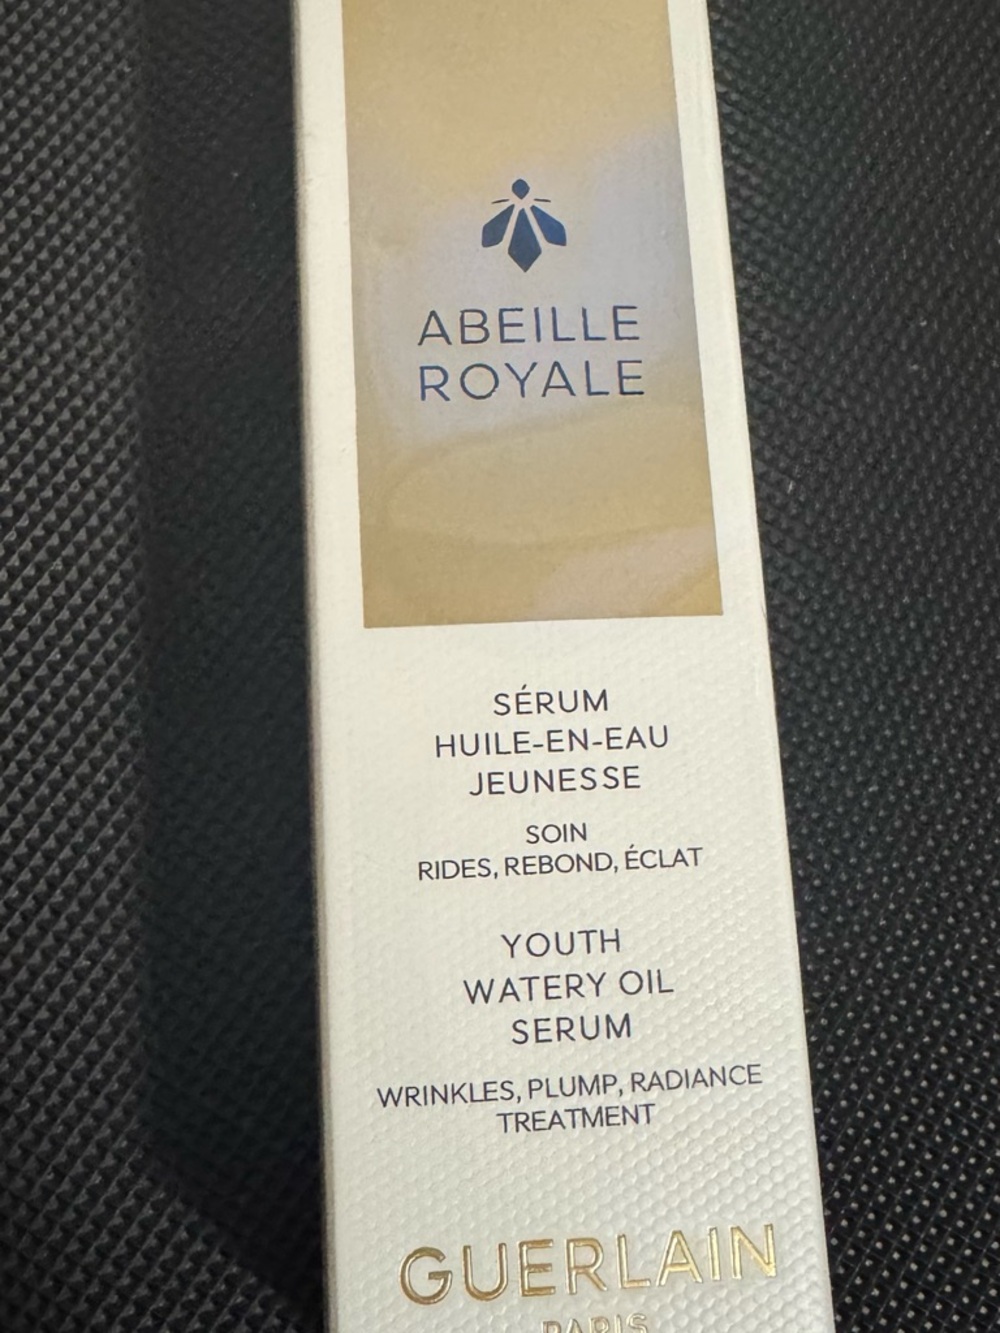 ABEILLE
ROYALE
SÉRUM
HUILE-EN-EAU
JEUNESSE
SOIN
RIDES, REBOND, ÉCLAT
YOUTH
WATERY OIL
SERUM
WRINKLES, PLUMP, RADIANCE
TREATMENT
GUERLAIN
PARIS